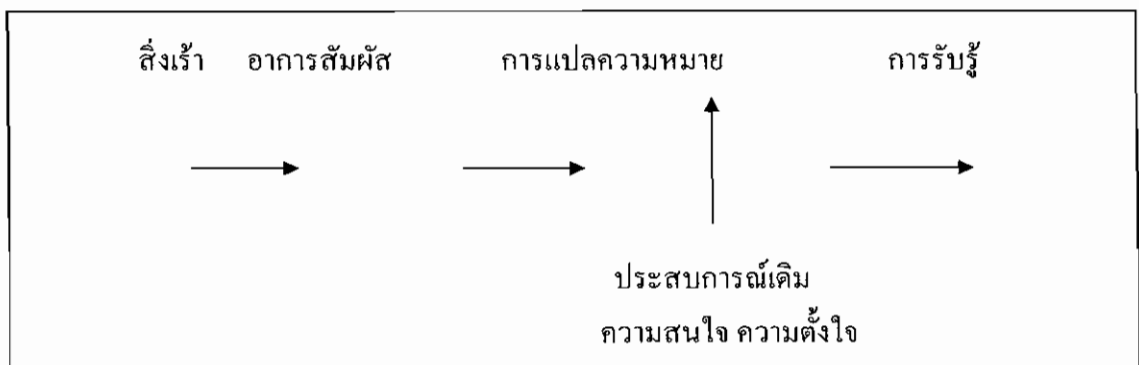 สิ่งเร้า อาการสัมผัส การแปลความหมาย การรับรู้
ประสบการณ์เดิม
ความสนใจ ความตั้งใจ